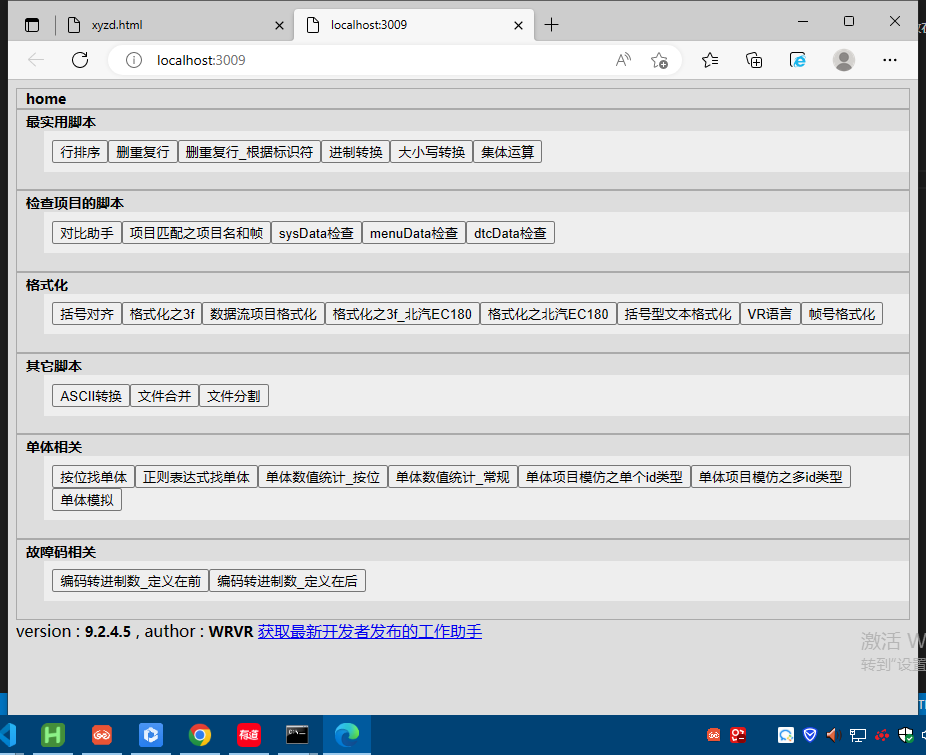 xyzd.html
localhost:3009
localhost:3009
home
最实用脚本
行排序 删重复行 删重复行_根据标识符 进制转换 大小写转换 集体运算
检查项目的脚本
对比助手 项目匹配之项目名和帧 sysData检查 menuData检查 dtcData检查
格式化
括号对齐 格式化之3f 数据流项目格式化 格式化之3f_北汽EC180 格式化之北汽EC180 括号型文本格式化 VR语言 帧号格式化
其它脚本
ASCII转换 文件合并 文件分割
单体相关
按位找单体 正则表达式找单体 单体数值统计_按位 单体数值统计_常规 单体项目模仿之单个id类型 单体项目模仿之多id类型
单体模拟
故障码相关
编码转进制数_定义在前 编码转进制数_定义在后
version : 9.2.4.5 , author : WRVR 获取最新开发者发布的工作助手
激活 W
转到"设置
有道